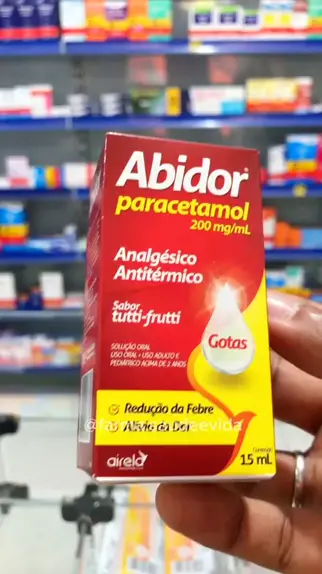 Abidor
paracetamol
200 mg/mL
Analgésico
Antitérmico
Sabor
tutti-frutti
Gotas
SOLUÇÃO ORAL
USO ORAL • USO ADULTO E
PEDIÁTRICO ACIMA DE 2 ANOS
Redução da Febre
Alívio da Dor
airela
Conteúdo
15 mL